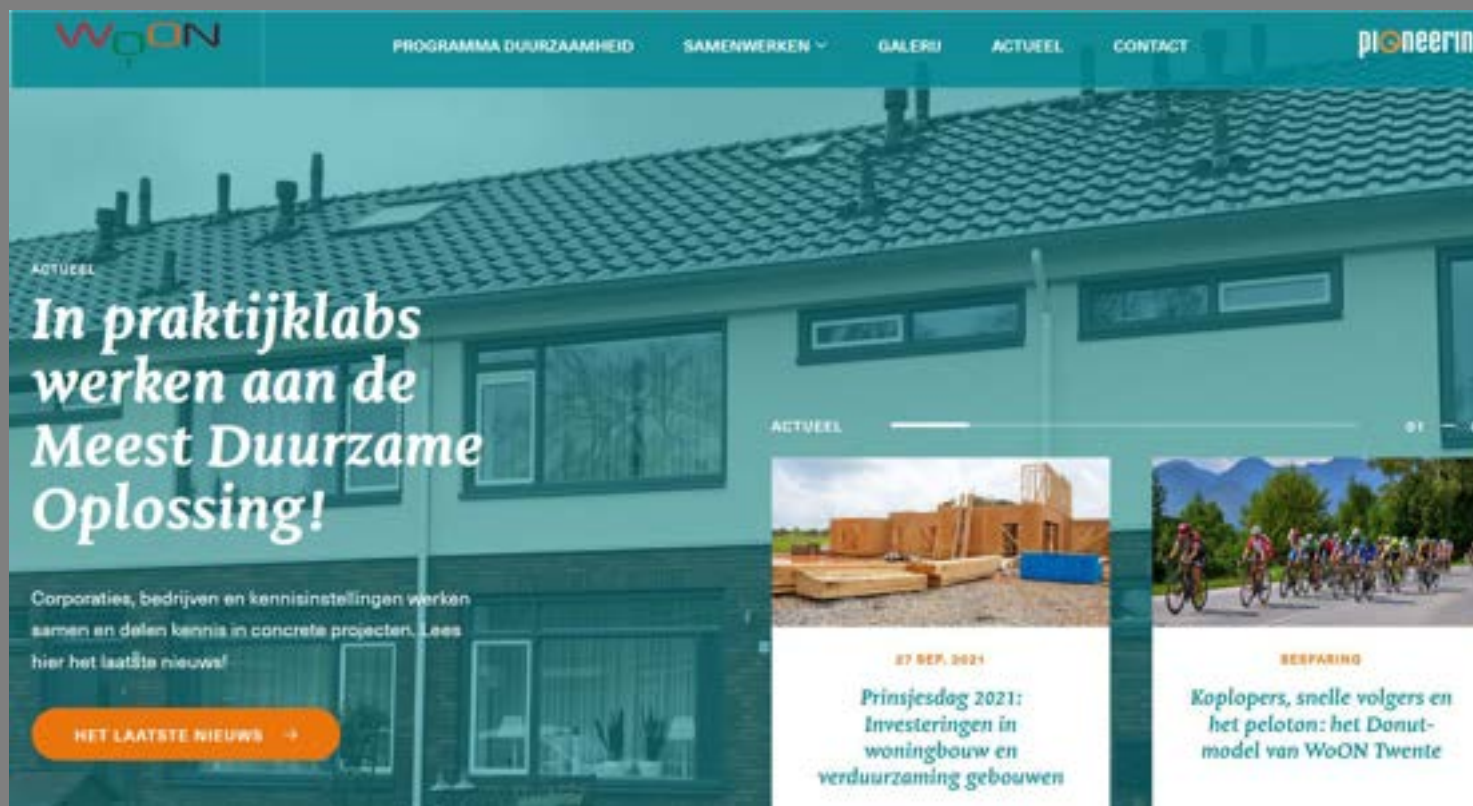 WoON
PROGRAMMA DUURZAAMHEID
SAMENWERKEN
GALERIJ
ACTUEEL
CONTACT
pioneerin
ACTUEEL
In praktijklabs
werken aan de
Meest Duurzame
Oplossing!
Corporaties, bedrijven en kennisinstellingen werken
samen en delen kennis in concrete projecten. Lees
hier het laatste nieuws!
HET LAATSTE NIEUWS →
ACTUEEL
01 —
27 SEP. 2021
Prinsjesdag 2021:
Investeringen in
woningbouw en
verduurzaming gebouwen
BESPARING
Koplopers, snelle volgers en
het peloton: het Donut-
model van WoON Twente